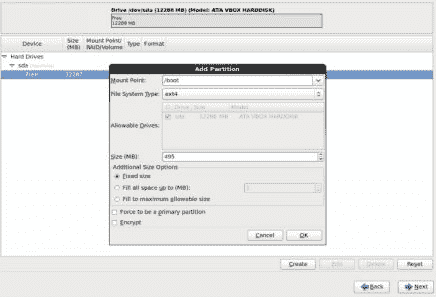 Drive /dev/sda (12288 MB) (Model: ATA VBOX HARDDISK)
Free
12288 MB
Device
Size
(MB)
Mount Point/
RAID/Volume
Type
Format
Hard Drives
sda
Free
12287
Add Partition
Mount Point:
/boot
File System Type:
ext4
Drive
Size
Model
Allowable Drives:
sda
12288 MB
ATA VBOX HARDDISK
Size (MB):
495
Additional Size Options
Fixed size
Fill all space up to (MB):
1
Fill to maximum allowable size
Force to be a primary partition
Encrypt
Cancel
OK
Create
Edit
Delete
Reset
Back
Next